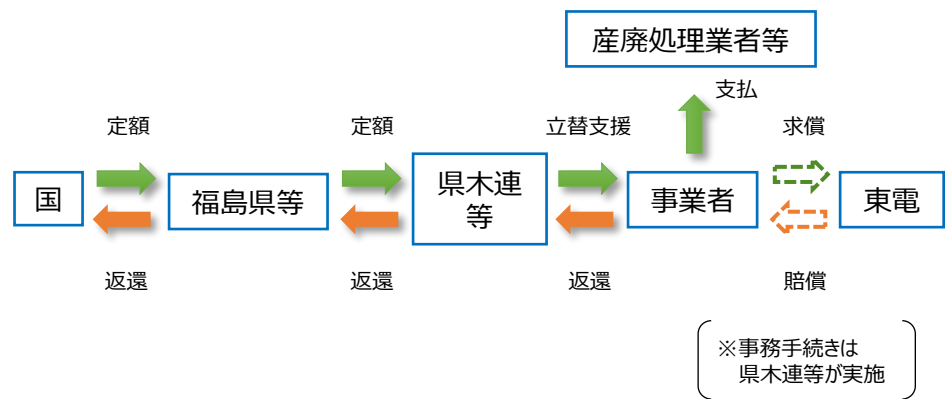 産廃処理業者等
支払
定額
定額
立替支援
求償
国
福島県等
県木連
等
事業者
東電
返還
返還
返還
賠償
※事務手続きは
県木連等が実施